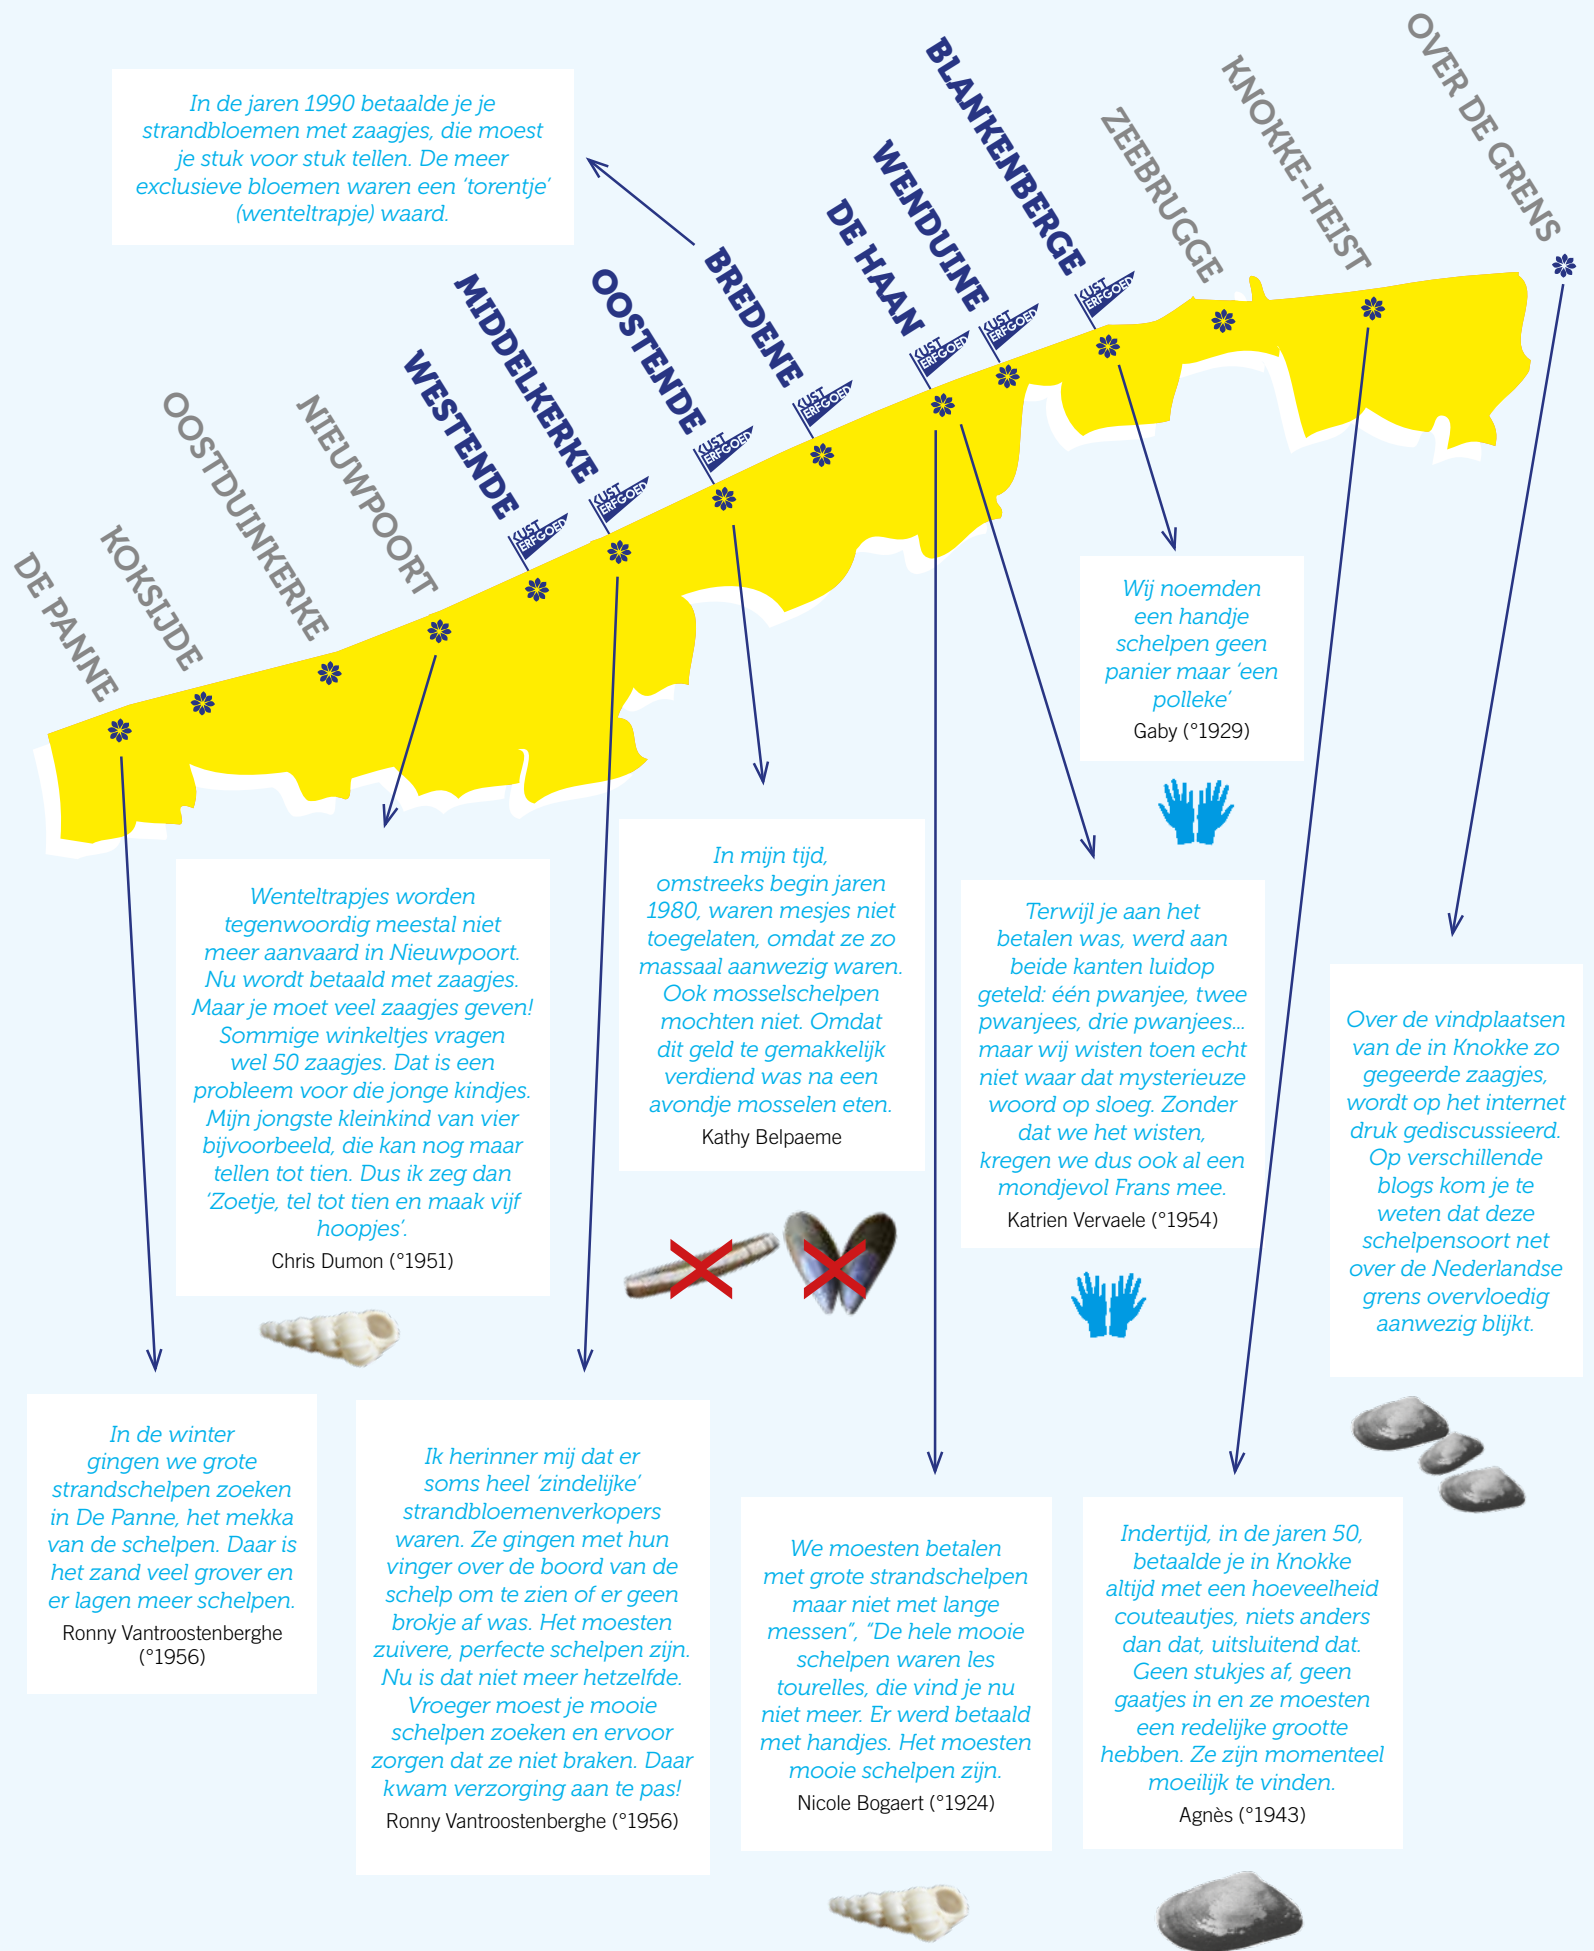 In de jaren 1990 betaalde je je
strandbloemen met zaagjes, die moest
je stuk voor stuk tellen. De meer
exclusieve bloemen waren een ‘torentje’
(wenteltrapje) waard.
DE PANNE
KOKSIJDE
OOSTDUINKERKE
NIEUWPOORT
WESTENDE
KUST
ERFGOED
MIDDELKERKE
KUST
ERFGOED
OOSTENDE
KUST
ERFGOED
BREDENE
KUST
ERFGOED
DE HAAN
KUST
ERFGOED
WENDUINE
KUST
ERFGOED
BLANKENBERGE
KUST
ERFGOED
ZEEBRUGGE
KNOKKE-HEIST
OVER DE GRENS
Wij noemden
een handje
schelpen geen
panier maar ‘een
polleke’
Gaby (°1929)
Wenteltrapjes worden
tegenwoordig meestal niet
meer aanvaard in Nieuwpoort.
Nu wordt betaald met zaagjes.
Maar je moet veel zaagjes geven!
Sommige winkeltjes vragen
wel 50 zaagjes. Dat is een
probleem voor die jonge kindjes.
Mijn jongste kleinkind van vier
bijvoorbeeld, die kan nog maar
tellen tot tien. Dus ik zeg dan
‘Zoetje, tel tot tien en maak vijf
hoopjes’.
Chris Dumon (°1951)
In mijn tijd,
omstreeks begin jaren
1980, waren mesjes niet
toegelaten, omdat ze zo
massaal aanwezig waren.
Ook mosselschelpen
mochten niet. Omdat
dit geld te gemakkelijk
verdiend was na een
avondje mosselen eten.
Kathy Belpaeme
Terwijl je aan het
betalen was, werd aan
beide kanten luidop
geteld: één pwanjee, twee
pwanjees, drie pwanjees...
maar wij wisten toen echt
niet waar dat mysterieuze
woord op sloeg. Zonder
dat we het wisten,
kregen we dus ook al een
mondjevol Frans mee.
Katrien Vervaele (°1954)
Over de vindplaatsen
van de in Knokke zo
gegeerde zaagjes,
wordt op het internet
druk gediscussieerd.
Op verschillende
blogs kom je te
weten dat deze
schelpensoort net
over de Nederlandse
grens overvloedig
aanwezig blijkt.
In de winter
gingen we grote
strandschelpen zoeken
in De Panne, het mekka
van de schelpen. Daar is
het zand veel grover en
er lagen meer schelpen.
Ronny Vantroostenberghe
(°1956)
Ik herinner mij dat er
soms heel ‘zindelijke’
strandbloemenverkopers
waren. Ze gingen met hun
vinger over de boord van de
schelp om te zien of er geen
brokje af was. Het moesten
zuivere, perfecte schelpen zijn.
Nu is dat niet meer hetzelfde.
Vroeger moest je mooie
schelpen zoeken en ervoor
zorgen dat ze niet braken. Daar
kwam verzorging aan te pas!
Ronny Vantroostenberghe (°1956)
We moesten betalen
met grote strandschelpen
maar niet met lange
messen”, “De hele mooie
schelpen waren les
tourelles, die vind je nu
niet meer. Er werd betaald
met handjes. Het moesten
mooie schelpen zijn.
Nicole Bogaert (°1924)
Indertijd, in de jaren 50,
betaalde je in Knokke
altijd met een hoeveelheid
couteautjes, niets anders
dan dat, uitsluitend dat.
Geen stukjes af, geen
gaatjes in en ze moesten
een redelijke grootte
hebben. Ze zijn momenteel
moeilijk te vinden.
Agnès (°1943)